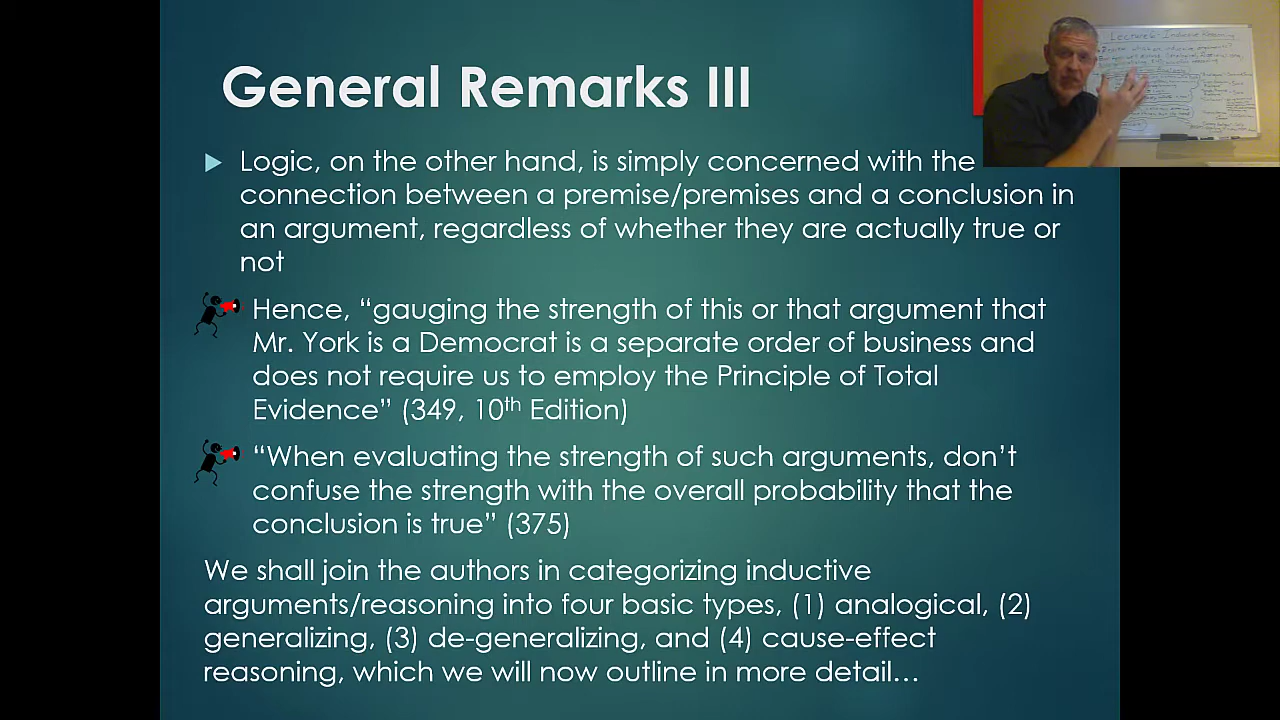 General Remarks III
Lecture 6: Inductive Reasoning
Logic, on the other hand, is simply concerned with the
connection between a premise/premises and a conclusion in
an argument, regardless of whether they are actually true or
not
Hence, “gauging the strength of this or that argument that
Mr. York is a Democrat is a separate order of business and
does not require us to employ the Principle of Total
Evidence” (349, 10th Edition)
“When evaluating the strength of such arguments, don’t
confuse the strength with the overall probability that the
conclusion is true” (375)
We shall join the authors in categorizing inductive
arguments/reasoning into four basic types, (1) analogical, (2)
generalizing, (3) de-generalizing, and (4) cause-effect
reasoning, which we will now outline in more detail…